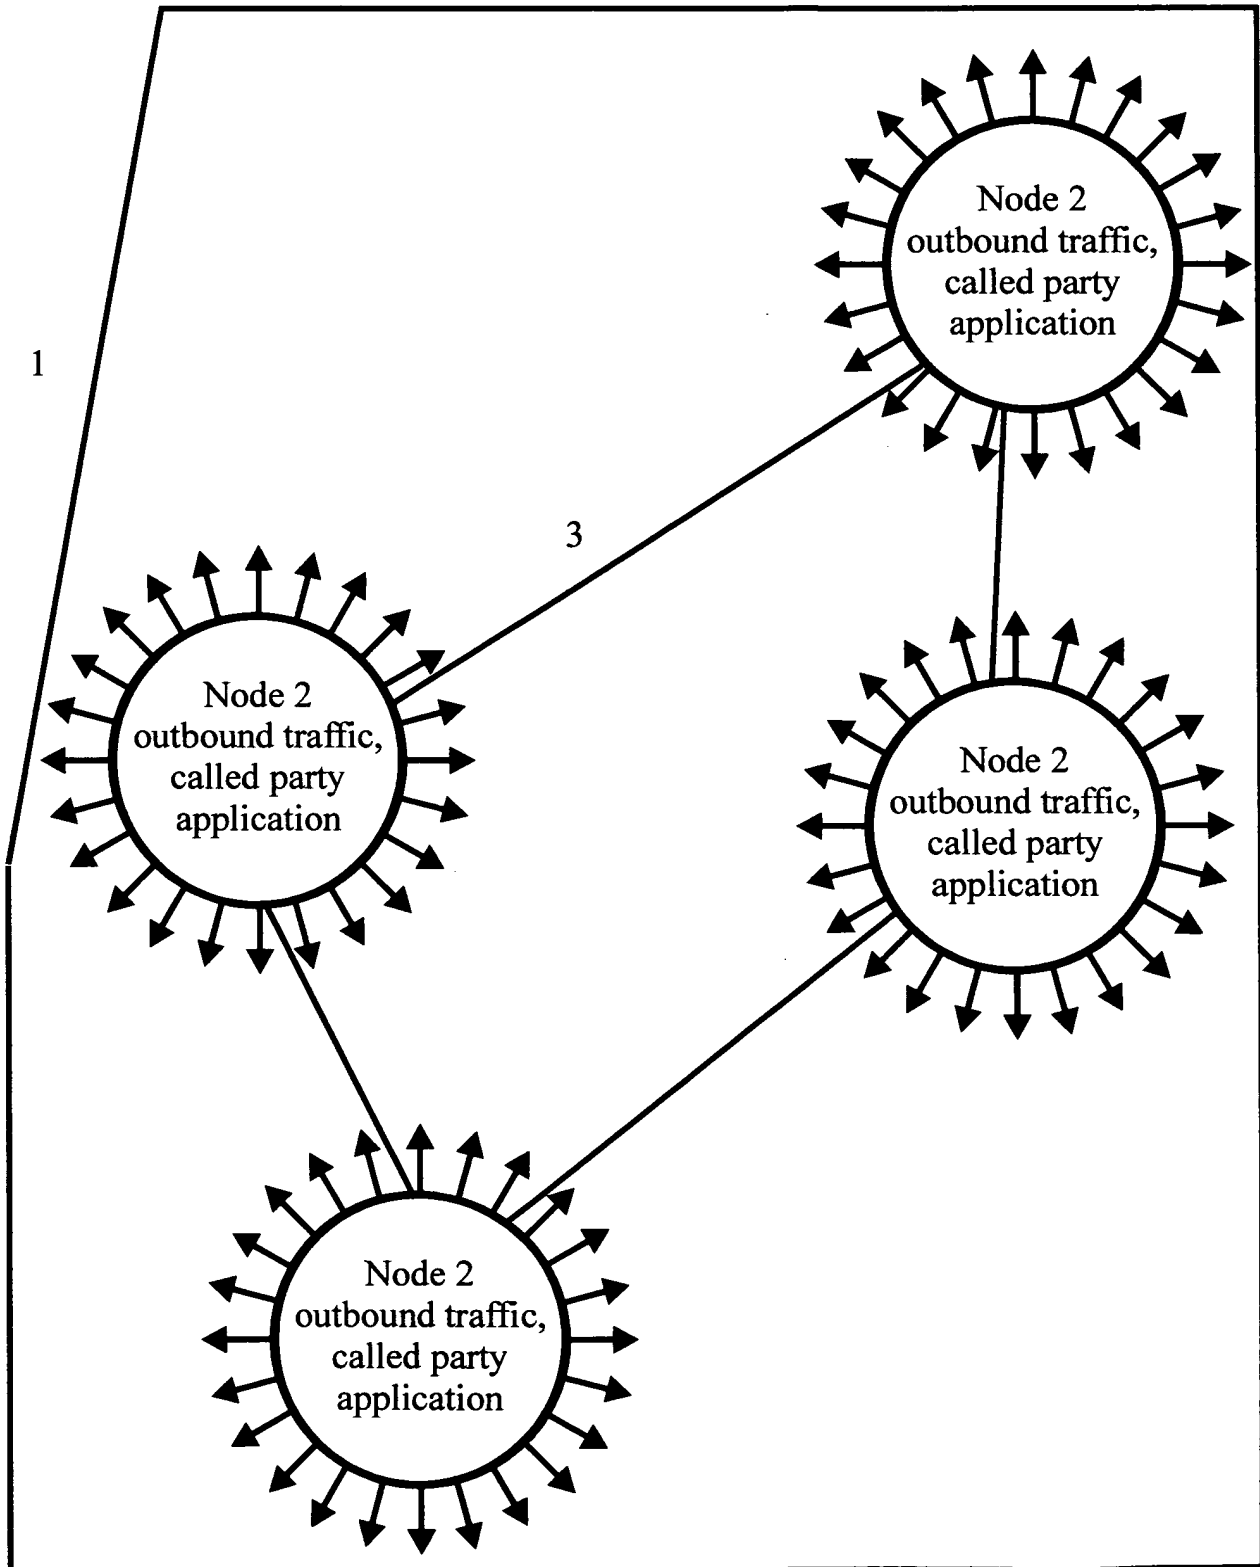 Node 2
outbound traffic,
called party
application
1
3
Node 2
outbound traffic,
called party
application
Node 2
outbound traffic,
called party
application
Node 2
outbound traffic,
called party
application